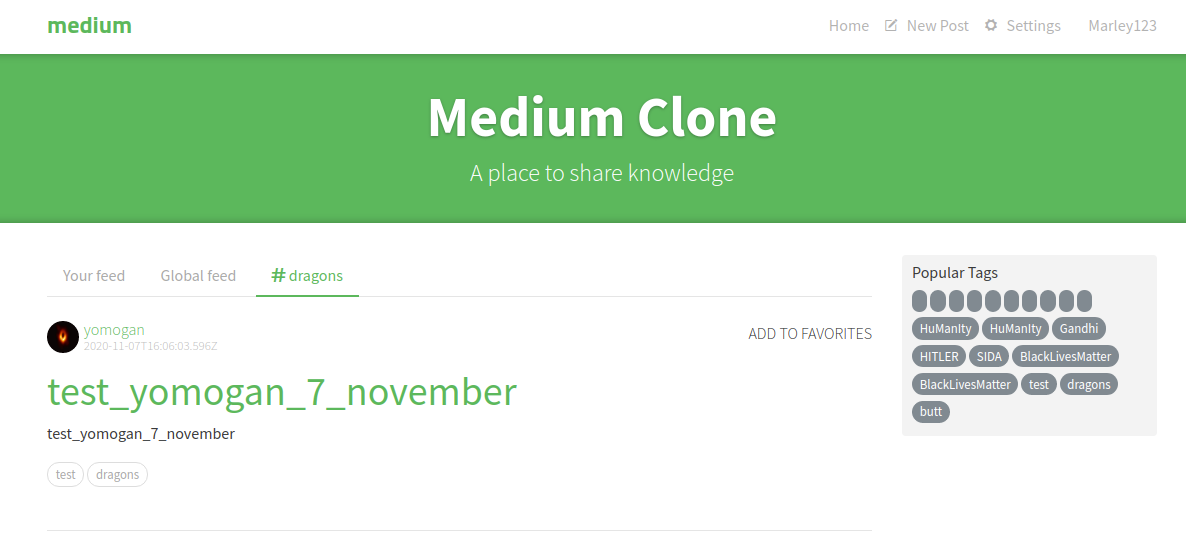 medium
Home New Post Settings Marley123
Medium Clone
A place to share knowledge
Your feed Global feed # dragons
Popular Tags
HuManIty HuManIty Gandhi
HITLER SIDA BlackLivesMatter
BlackLivesMatter test dragons
butt
yomogan
2020-11-07T16:06:03.596Z
ADD TO FAVORITES
test_yomogan_7_november
test_yomogan_7_november
test dragons